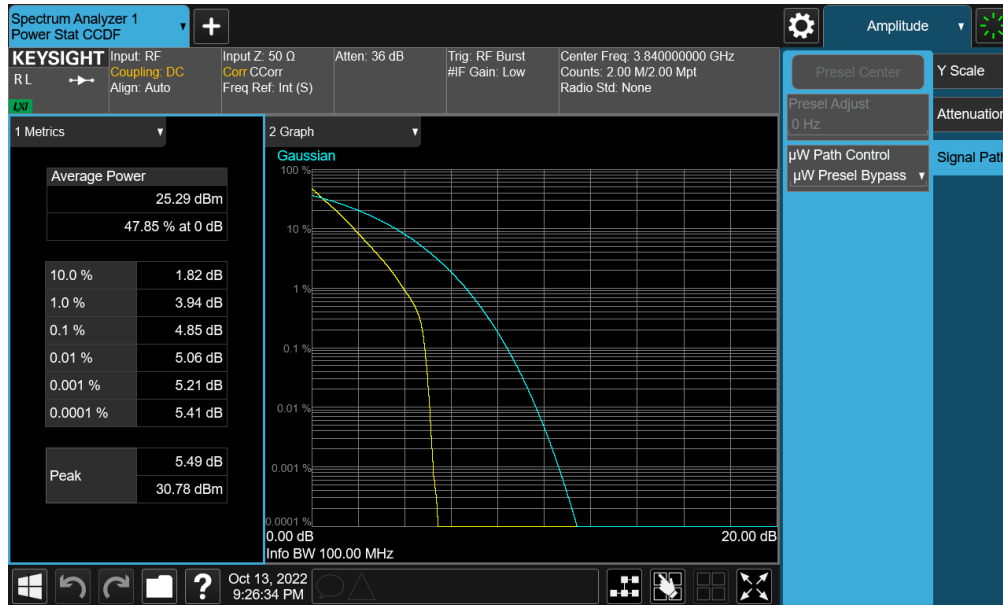 Spectrum Analyzer 1
Power Stat CCDF
Amplitude
KEYSIGHT
R L
LXI
Input: RF
Coupling: DC
Align: Auto
Input Z: 50 Ω
Corr CCorr
Freq Ref: Int (S)
Atten: 36 dB
Trig: RF Burst
#IF Gain: Low
Center Freq: 3.840000000 GHz
Counts: 2.00 M/2.00 Mpt
Radio Std: None
Presel Center
Presel Adjust
0 Hz
µW Path Control
µW Presel Bypass
Y Scale
Attenuation
Signal Path
1 Metrics
Average Power
25.29 dBm
47.85 % at 0 dB
10.0 % 1.82 dB
1.0 % 3.94 dB
0.1 % 4.85 dB
0.01 % 5.06 dB
0.001 % 5.21 dB
0.0001 % 5.41 dB
Peak
5.49 dB
30.78 dBm
2 Graph
Gaussian
100 %
10 %
1 %
0.1 %
0.01 %
0.001 %
0.0001 %
0.00 dB 20.00 dB
Info BW 100.00 MHz
?
Oct 13, 2022
9:26:34 PM